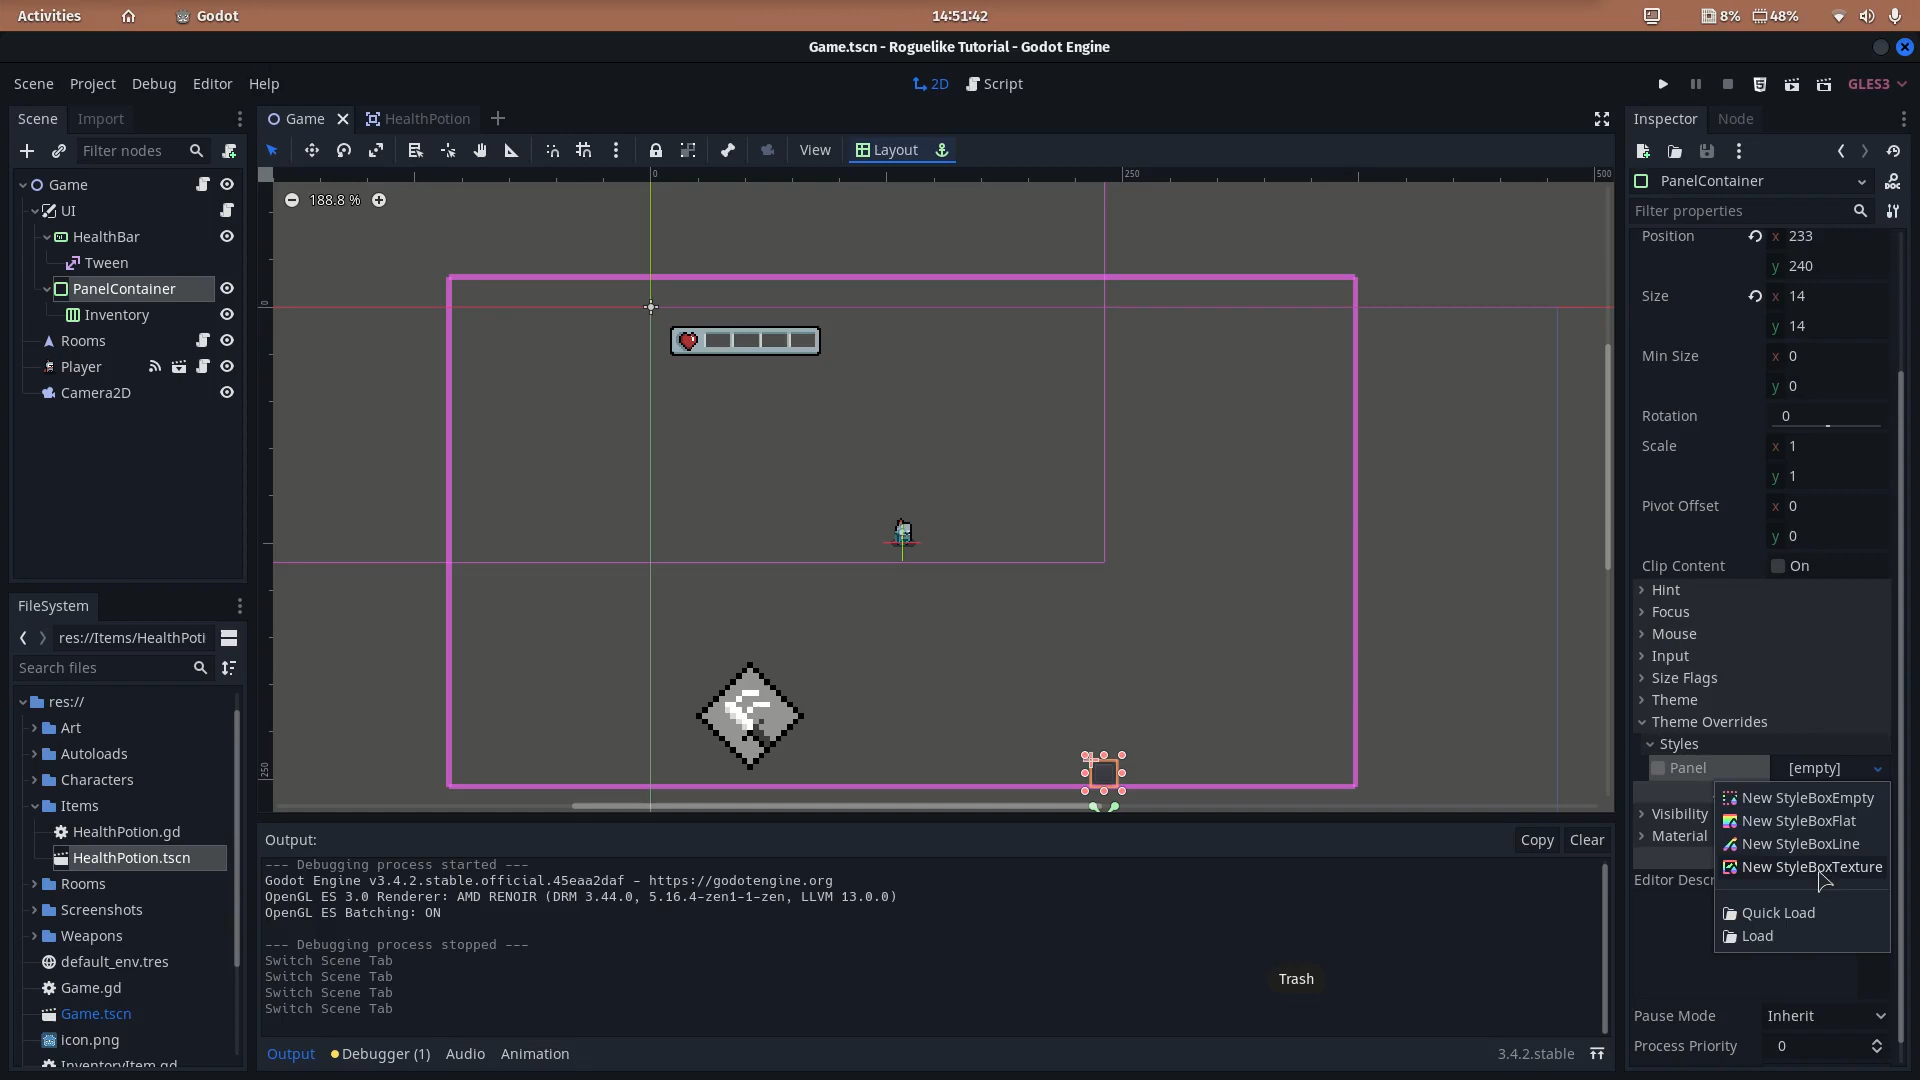 Activities
Godot
14:51:42
8%
48%
Game.tscn - Roguelike Tutorial - Godot Engine
Scene Project Debug Editor Help
2D Script
GLES3
Scene Import
Filter nodes
Game
UI
HealthBar
Tween
PanelContainer
Inventory
Rooms
Player
Camera2D
FileSystem
res://Items/HealthPoti
Search files
res://
Art
Autoloads
Characters
Items
HealthPotion.gd
HealthPotion.tscn
Rooms
Screenshots
Weapons
default_env.tres
Game.gd
Game.tscn
icon.png
InventoryItem.gd
Game HealthPotion
View Layout
0 250 500
188.8 %
0
250
Output:
Copy Clear
--- Debugging process started ---
Godot Engine v3.4.2.stable.official.45eaa2daf - https://godotengine.org
OpenGL ES 3.0 Renderer: AMD RENOIR (DRM 3.44.0, 5.16.4-zen1-1-zen, LLVM 13.0.0)
OpenGL ES Batching: ON
--- Debugging process stopped ---
Switch Scene Tab
Switch Scene Tab
Switch Scene Tab
Switch Scene Tab
Trash
Output Debugger (1) Audio Animation
3.4.2.stable
Inspector Node
PanelContainer
Filter properties
Position x 233
y 240
Size x 14
y 14
Min Size x 0
y 0
Rotation 0
Scale x 1
y 1
Pivot Offset x 0
y 0
Clip Content On
Hint
Focus
Mouse
Input
Size Flags
Theme
Theme Overrides
Styles
Panel [empty]
New StyleBoxEmpty
New StyleBoxFlat
New StyleBoxLine
New StyleBoxTexture
Quick Load
Load
Visibility
Material
Editor Descr
Pause Mode Inherit
Process Priority 0